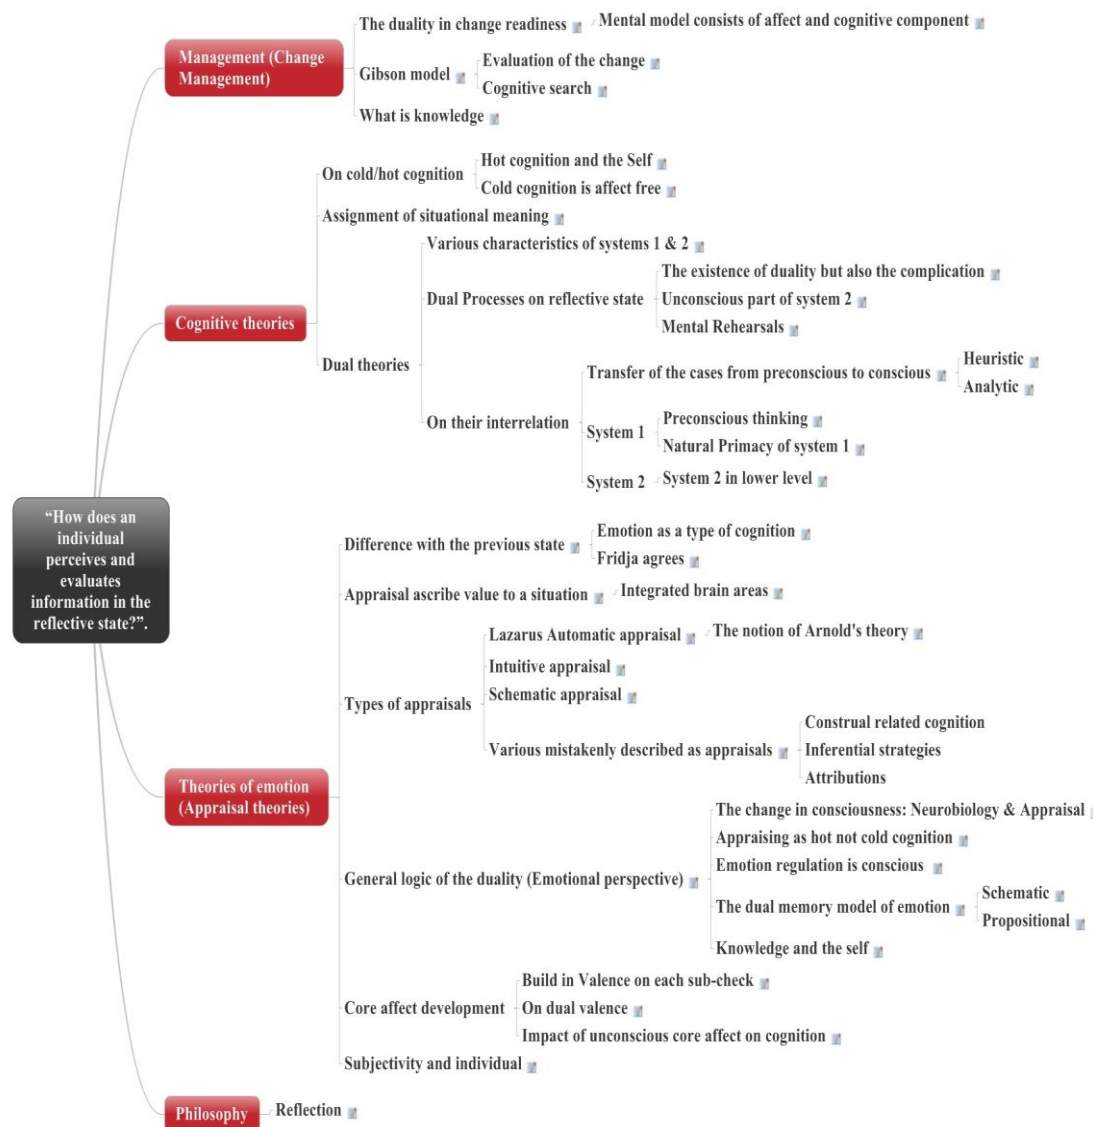 The duality in change readiness
Mental model consists of affect and cognitive component
Management (Change
Management)
Gibson model
Evaluation of the change
Cognitive search
What is knowledge
On cold/hot cognition
Hot cognition and the Self
Cold cognition is affect free
Assignment of situational meaning
Various characteristics of systems 1 & 2
Dual Processes on reflective state
The existence of duality but also the complication
Unconscious part of system 2
Mental Rehearsals
Cognitive theories
Dual theories
On their interrelation
Transfer of the cases from preconscious to conscious
Heuristic
Analytic
System 1
Preconscious thinking
Natural Primacy of system 1
System 2
System 2 in lower level
“How does an
individual
perceives and
evaluates
information in the
reflective state?”.
Difference with the previous state
Emotion as a type of cognition
Fridja agrees
Appraisal ascribe value to a situation
Integrated brain areas
Types of appraisals
Lazarus Automatic appraisal
The notion of Arnold's theory
Intuitive appraisal
Schematic appraisal
Various mistakenly described as appraisals
Construal related cognition
Inferential strategies
Attributions
Theories of emotion
(Appraisal theories)
General logic of the duality (Emotional perspective)
The change in consciousness: Neurobiology & Appraisal
Appraising as hot not cold cognition
Emotion regulation is conscious
The dual memory model of emotion
Schematic
Propositional
Knowledge and the self
Core affect development
Build in Valence on each sub-check
On dual valence
Impact of unconscious core affect on cognition
Subjectivity and individual
Philosophy
Reflection